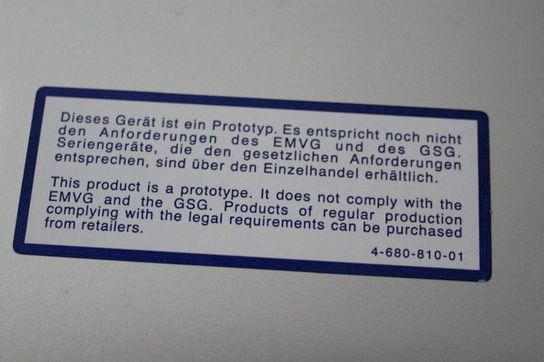 Dieses Gerät ist ein Prototyp. Es entspricht noch nicht
den Anforderungen des EMVG und des GSG.
Seriengeräte, die den gesetzlichen Anforderungen
entsprechen, sind über den Einzelhandel erhältlich.
This product is a prototype. It does not comply with the
EMVG and the GSG. Products of regular production
complying with the legal requirements can be purchased
from retailers.
4-680-810-01